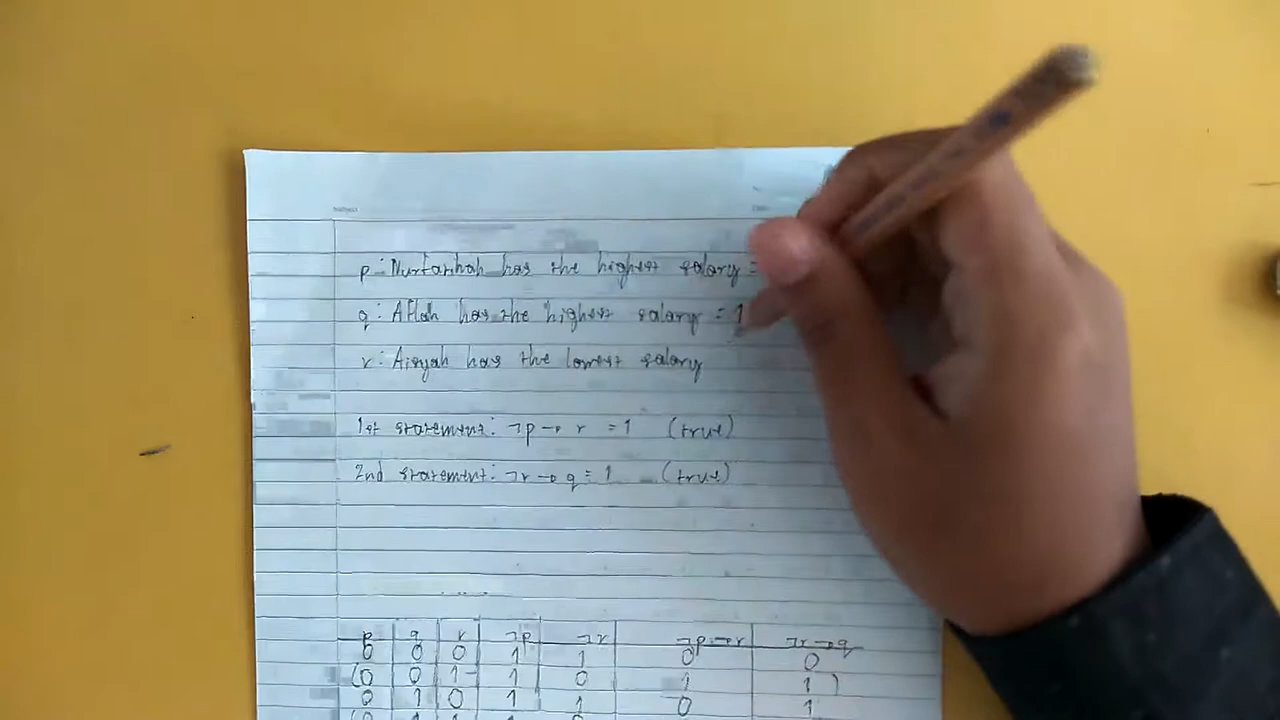 p : Nurfarihah has the highest salary =
q : Aflah has the highest salary = 1
r : Aisyah has the lowest salary
1st statement: ¬p → r = 1 (true)
2nd statement: ¬r → q = 1 (true)
p q r ¬p ¬r ¬p → r ¬r → q
0 0 0 1 1 0 0
(0 0 1 1 0 1 1 )
0 1 0 1 1 0 1